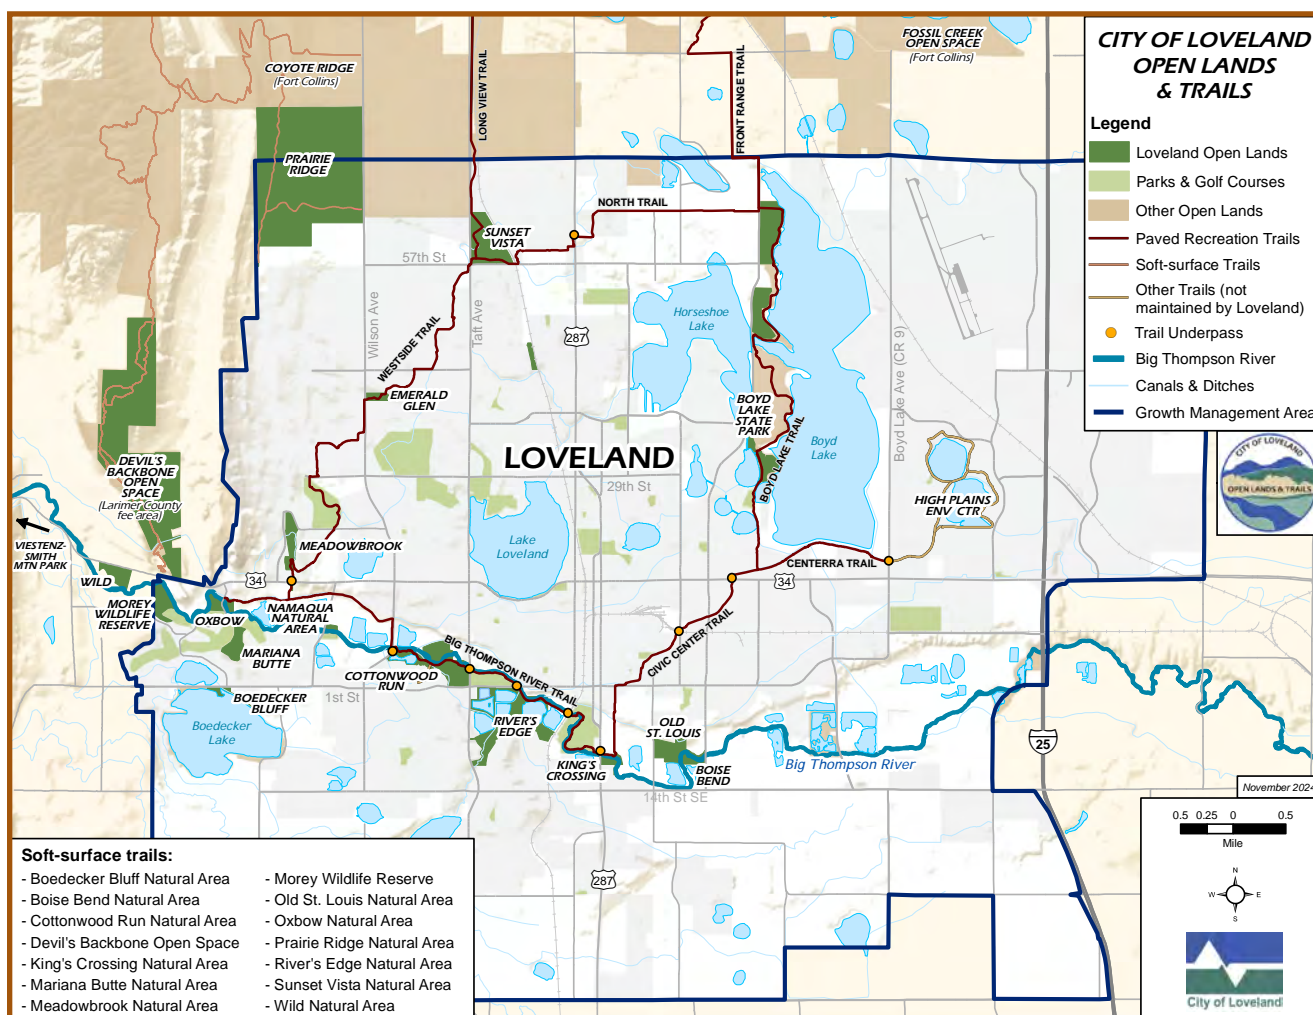 CITY OF LOVELAND
OPEN LANDS
& TRAILS
Legend
Loveland Open Lands
Parks & Golf Courses
Other Open Lands
Paved Recreation Trails
Soft-surface Trails
Other Trails (not
maintained by Loveland)
Trail Underpass
Big Thompson River
Canals & Ditches
Growth Management Area
CITY OF LOVELAND
OPEN LANDS & TRAILS
COYOTE RIDGE
(Fort Collins)
FOSSIL CREEK
OPEN SPACE
(Fort Collins)
LONG VIEW TRAIL
FRONT RANGE TRAIL
PRAIRIE
RIDGE
NORTH TRAIL
SUNSET
VISTA
57th St
Wilson Ave
Taft Ave
287
Horseshoe
Lake
Boyd Lake Ave (CR 9)
WESTSIDE TRAIL
EMERALD
GLEN
BOYD
LAKE
STATE
PARK
BOYD LAKE TRAIL
Boyd
Lake
LOVELAND
29th St
DEVIL'S
BACKBONE
OPEN
SPACE
(Larimer County
fee area)
HIGH PLAINS
ENV CTR
VIESTENZ-
SMITH
MTN PARK
MEADOWBROOK
Lake
Loveland
CENTERRA TRAIL
34
34
WILD
MOREY
WILDLIFE
RESERVE
OXBOW
NAMAQUA
NATURAL
AREA
MARIANA
BUTTE
CIVIC CENTER TRAIL
BIG THOMPSON RIVER TRAIL
COTTONWOOD
RUN
1st St
BOEDECKER
BLUFF
Boedecker
Lake
RIVER'S
EDGE
OLD
ST. LOUIS
KING'S
CROSSING
BOISE
BEND
Big Thompson River
25
14th St SE
287
November 2024
0.5 0.25 0 0.5
Mile
N
W E
S
City of Loveland
Soft-surface trails:
- Boedecker Bluff Natural Area
- Boise Bend Natural Area
- Cottonwood Run Natural Area
- Devil's Backbone Open Space
- King's Crossing Natural Area
- Mariana Butte Natural Area
- Meadowbrook Natural Area
- Morey Wildlife Reserve
- Old St. Louis Natural Area
- Oxbow Natural Area
- Prairie Ridge Natural Area
- River's Edge Natural Area
- Sunset Vista Natural Area
- Wild Natural Area